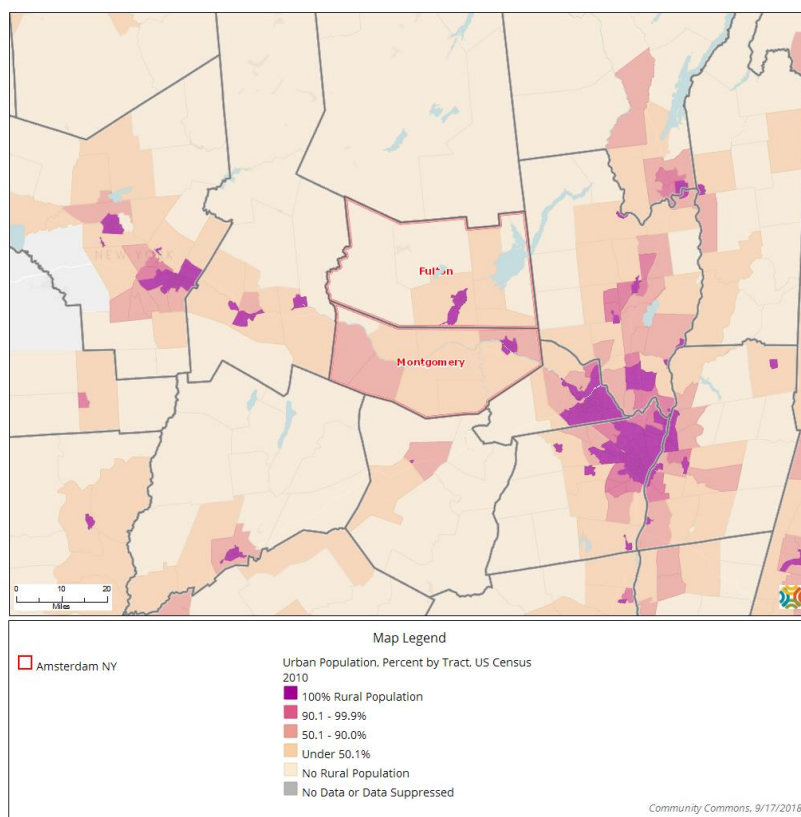 NEW YORK
Fulton
Montgomery
0 10 20
Miles
Map Legend
Amsterdam NY
Urban Population, Percent by Tract, US Census
2010
100% Rural Population
90.1 - 99.9%
50.1 - 90.0%
Under 50.1%
No Rural Population
No Data or Data Suppressed
Community Commons, 9/17/2018